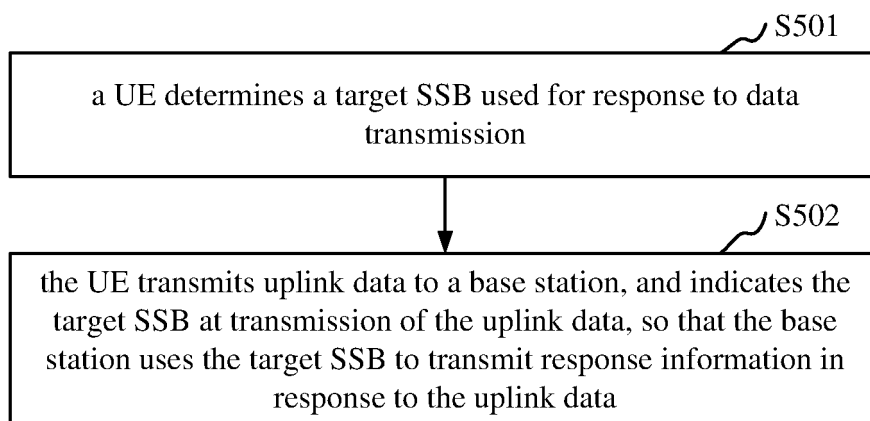 S501
a UE determines a target SSB used for response to data
transmission
S502
the UE transmits uplink data to a base station, and indicates the
target SSB at transmission of the uplink data, so that the base
station uses the target SSB to transmit response information in
response to the uplink data